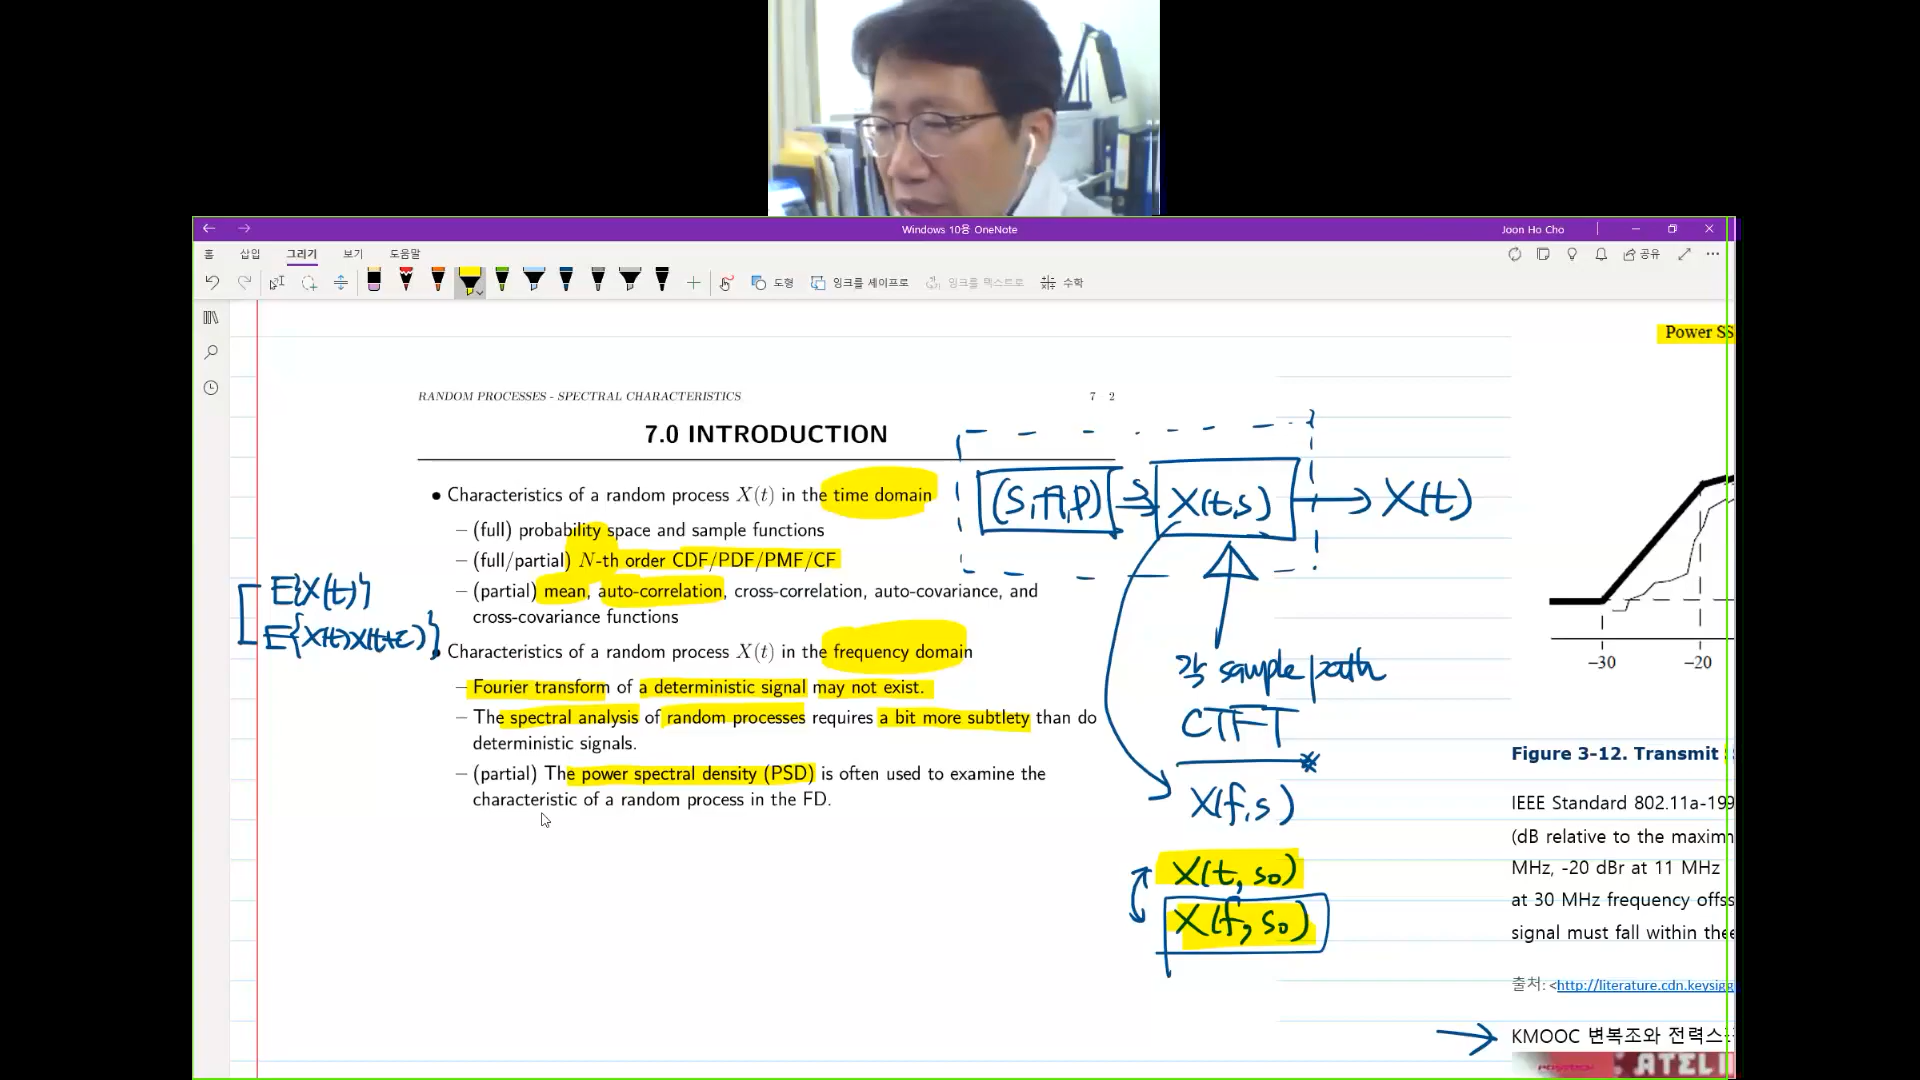 Windows 10용 OneNote
Joon Ho Cho
홈 삽입 그리기 보기 도움말
공유
도형 잉크를 셰이프로 잉크를 텍스트로 수학
Power SS
RANDOM PROCESSES - SPECTRAL CHARACTERISTICS 7 2
7.0 INTRODUCTION
● Characteristics of a random process X(t) in the time domain
– (full) probability space and sample functions
– (full/partial) N-th order CDF/PDF/PMF/CF
– (partial) mean, auto-correlation, cross-correlation, auto-covariance, and
cross-covariance functions
E{X(t)}
E{X(t)X(t+τ)}
Characteristics of a random process X(t) in the frequency domain
– Fourier transform of a deterministic signal may not exist.
– The spectral analysis of random processes requires a bit more subtlety than do
deterministic signals.
– (partial) The power spectral density (PSD) is often used to examine the
characteristic of a random process in the FD.
(S, A, P) s X(t,s) → X(t)
각 sample path
CTFT
X(f,s)
X(t, s₀)
X(f, s₀)
−30 −20
Figure 3-12. Transmit
IEEE Standard 802.11a-199
(dB relative to the maxim
MHz, -20 dBr at 11 MHz
at 30 MHz frequency offs
signal must fall within the
출처: <http://literature.cdn.keysigg
→ KMOOC 변복조와 전력스
ATELI